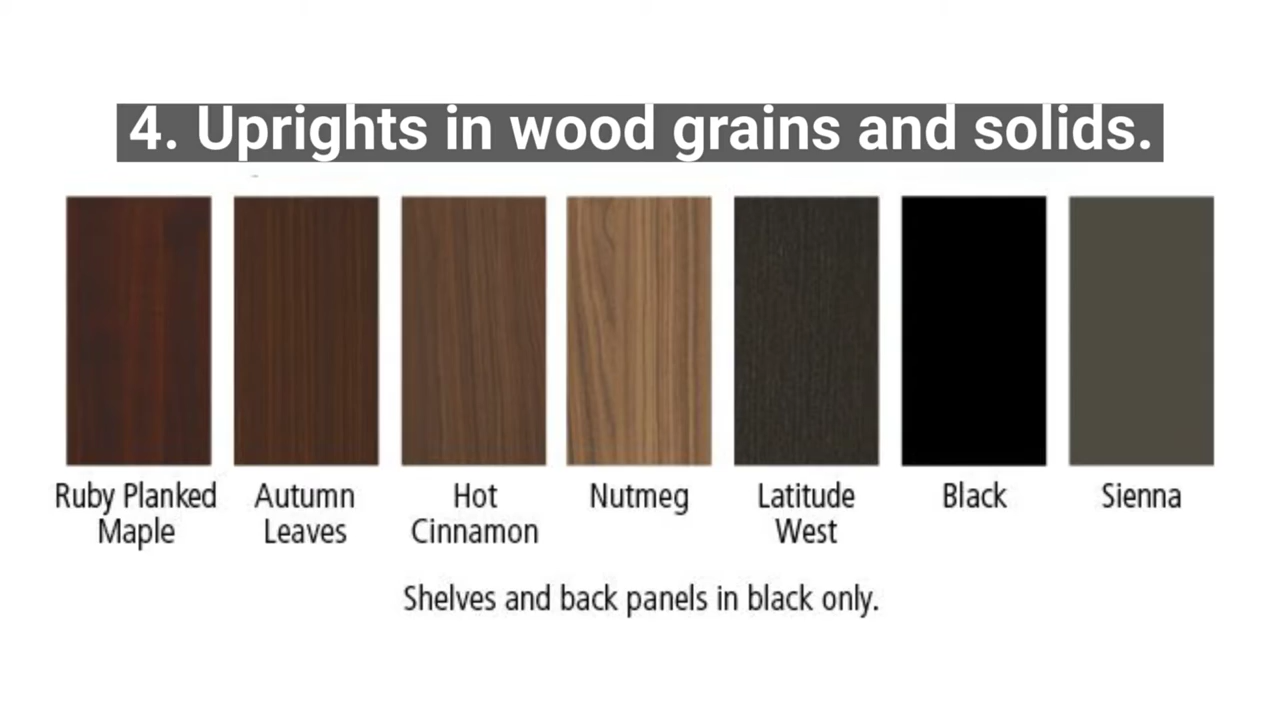 4. Uprights in wood grains and solids.
Ruby Planked Maple
Autumn Leaves
Hot Cinnamon
Nutmeg
Latitude West
Black
Sienna
Shelves and back panels in black only.